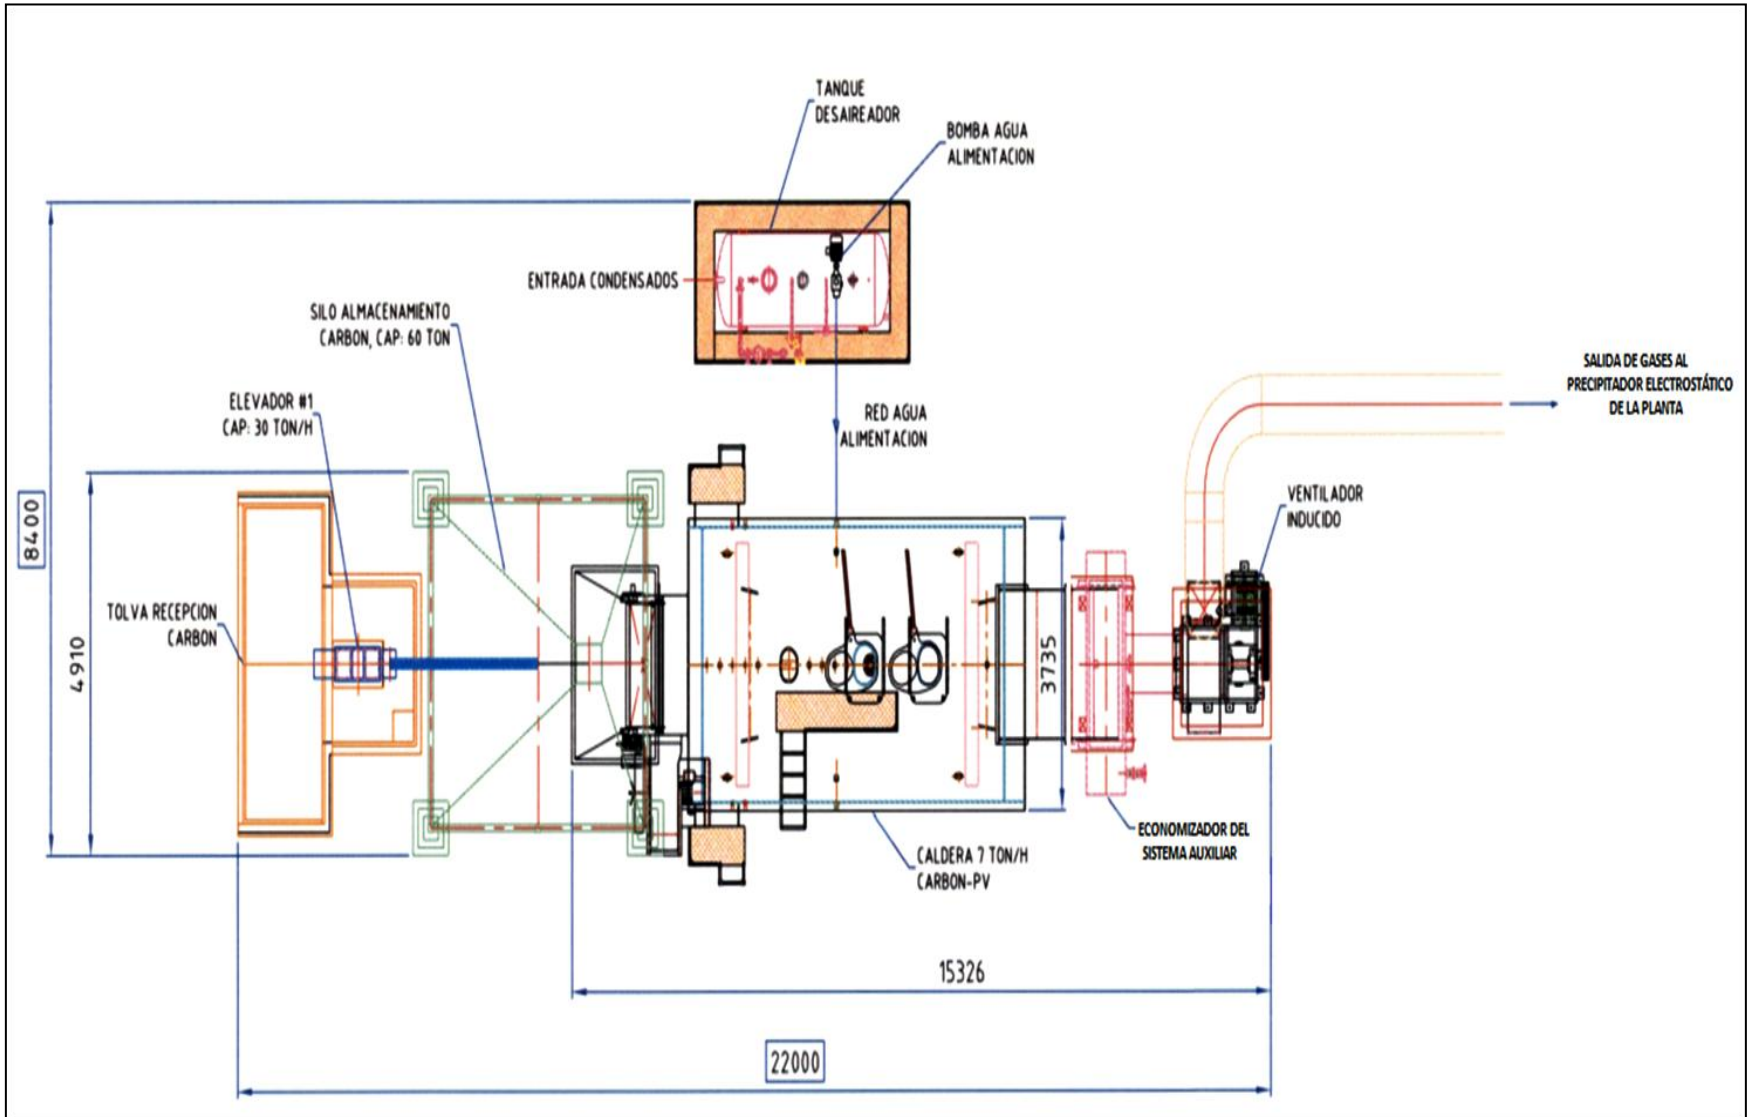 TANQUE
DESAIREADOR
BOMBA AGUA
ALIMENTACION
ENTRADA CONDENSADOS
SILO ALMACENAMIENTO
CARBON, CAP: 60 TON
SALIDA DE GASES AL
PRECIPITADOR ELECTROSTÁTICO
DE LA PLANTA
ELEVADOR #1
CAP: 30 TON/H
RED AGUA
ALIMENTACION
VENTILADOR
INDUCIDO
8400
TOLVA RECEPCION
CARBON
4910
3735
ECONOMIZADOR DEL
SISTEMA AUXILIAR
CALDERA 7 TON/H
CARBON-PV
15326
22000